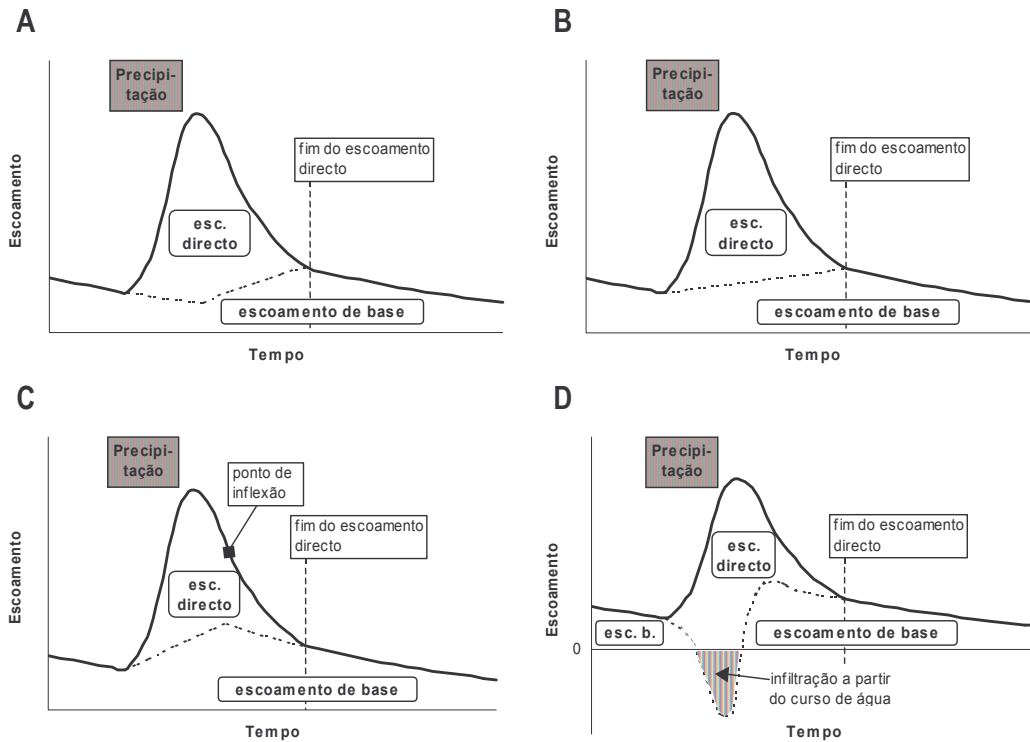 A
Precipi-
tação
fim do escoamento
directo
esc.
directo
escoamento de base
Escoamento
Tempo
B
Precipi-
tação
fim do escoamento
directo
esc.
directo
escoamento de base
Escoamento
Tempo
C
Precipi-
tação
ponto de
inflexão
fim do escoamento
directo
esc.
directo
escoamento de base
Escoamento
Tempo
D
Precipi-
tação
fim do escoamento
directo
esc.
directo
esc. b.
escoamento de base
0
infiltração a partir
do curso de água
Escoamento
Tempo